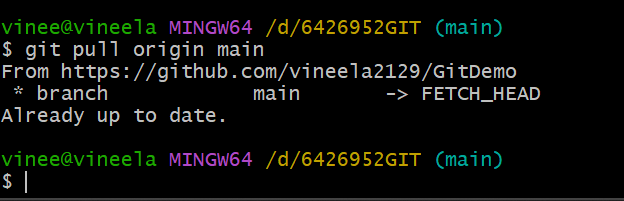 vinee@vineela MINGW64 /d/6426952GIT (main)
$ git pull origin main
From https://github.com/vineela2129/GitDemo
 * branch            main       -> FETCH_HEAD
Already up to date.
vinee@vineela MINGW64 /d/6426952GIT (main)
$